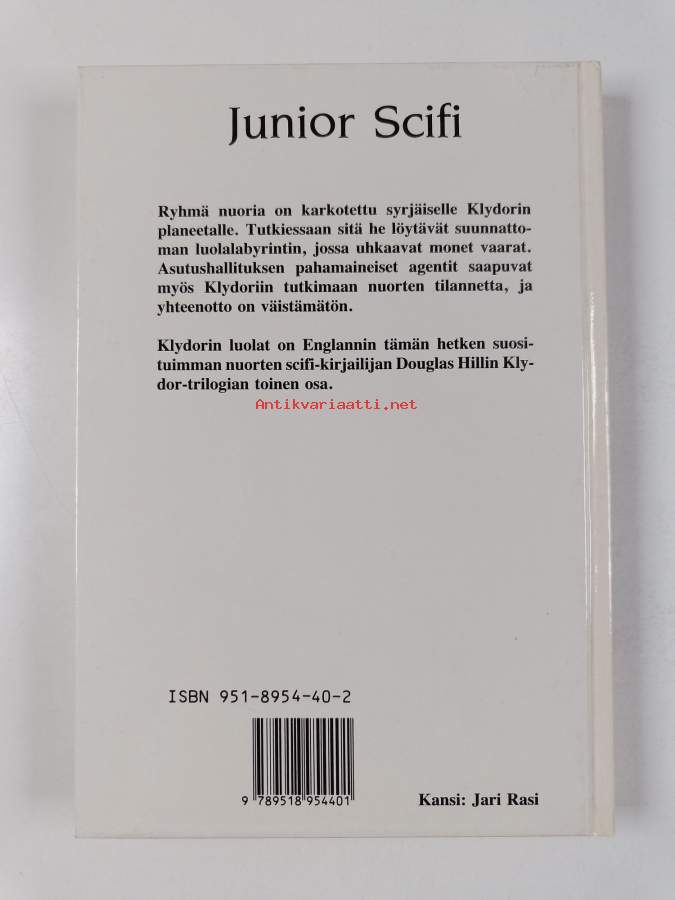 Junior Scifi
Ryhmä nuoria on karkotettu syrjäiselle Klydorin
planeetalle. Tutkiessaan sitä he löytävät suunnatto-
man luolalabyrintin, jossa uhkaavat monet vaarat.
Asutushallituksen pahamaineiset agentit saapuvat
myös Klydoriin tutkimaan nuorten tilannetta, ja
yhteenotto on väistämätön.
Klydorin luolat on Englannin tämän hetken suosi-
tuimman nuorten scifi-kirjailijan Douglas Hillin Kly-
dor-trilogian toinen osa.
Antikvariaatti.net
ISBN 951-8954-40-2
9 789518 954401
Kansi: Jari Rasi